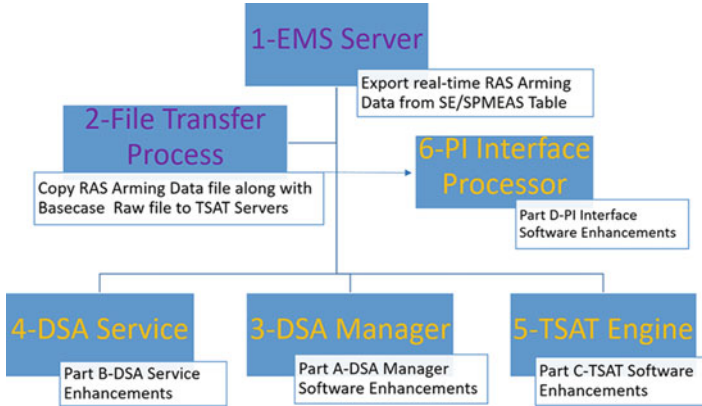 1-EMS Server
Export real-time RAS Arming
Data from SE/SPMEAS Table
2-File Transfer
Process
Copy RAS Arming Data file along with
Basecase Raw file to TSAT Servers
6-PI Interface
Processor
Part D-PI Interface
Software Enhancements
4-DSA Service
Part B-DSA Service
Enhancements
3-DSA Manager
Part A-DSA Manager
Software Enhancements
5-TSAT Engine
Part C-TSAT Software
Enhancements